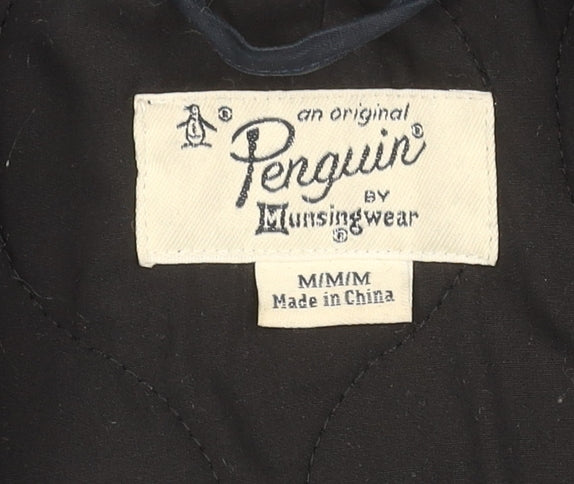 ®
an original
Penguin®
BY
Munsingwear
®
M/M/M
Made in China